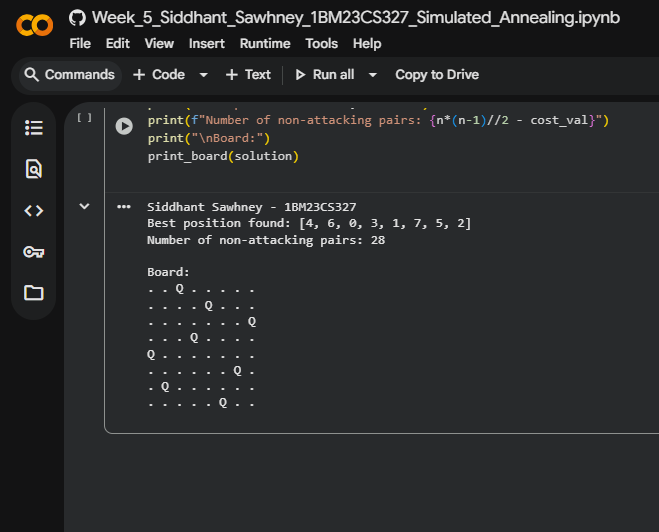 Week_5_Siddhant_Sawhney_1BM23CS327_Simulated_Annealing.ipynb
File Edit View Insert Runtime Tools Help
Commands + Code + Text Run all Copy to Drive
[ ]
print(f"Number of non-attacking pairs: {n*(n-1)//2 - cost_val}")
print("\nBoard:")
print_board(solution)
Siddhant Sawhney - 1BM23CS327
Best position found: [4, 6, 0, 3, 1, 7, 5, 2]
Number of non-attacking pairs: 28
Board:
. . Q . . . . .
. . . . Q . . .
. . . . . . . Q
. . . Q . . . .
Q . . . . . . .
. . . . . . Q .
. Q . . . . . .
. . . . . Q . .